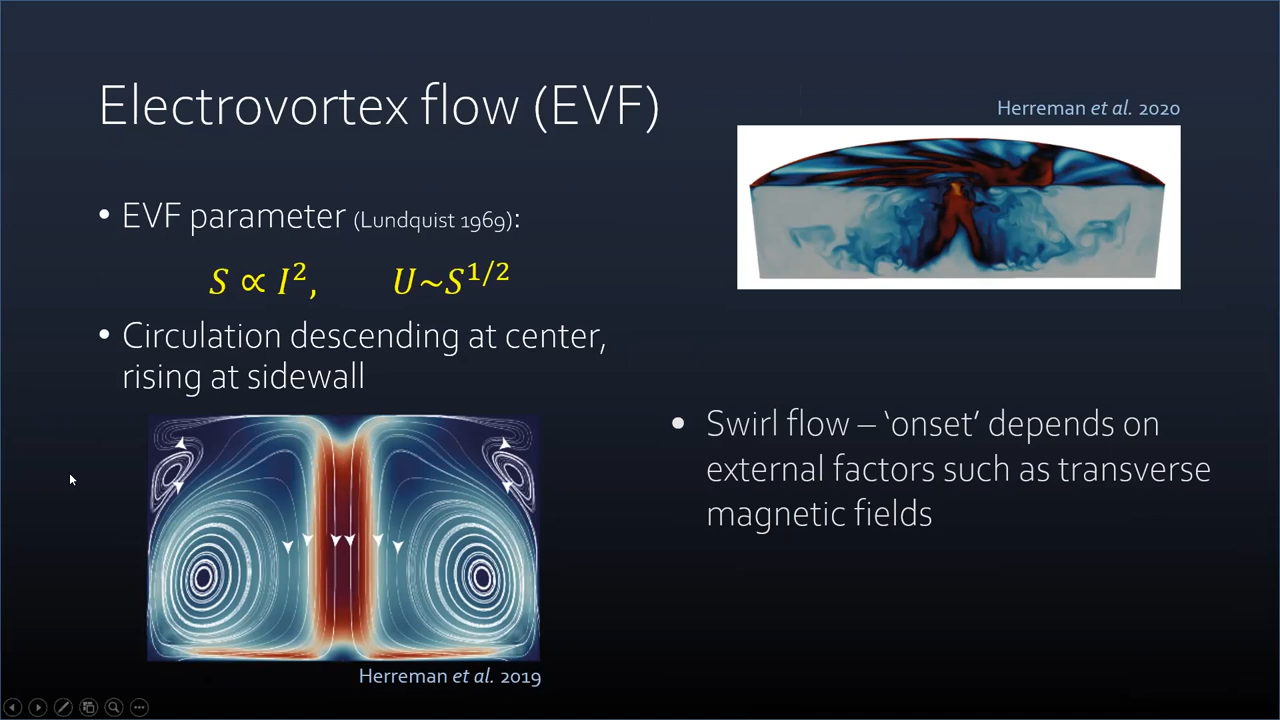 Electrovortex flow (EVF)
Herreman et al. 2020
• EVF parameter (Lundquist 1969):
S ∝ I², U~S^1/2
• Circulation descending at center,
rising at sidewall
Herreman et al. 2019
• Swirl flow – ‘onset’ depends on
external factors such as transverse
magnetic fields